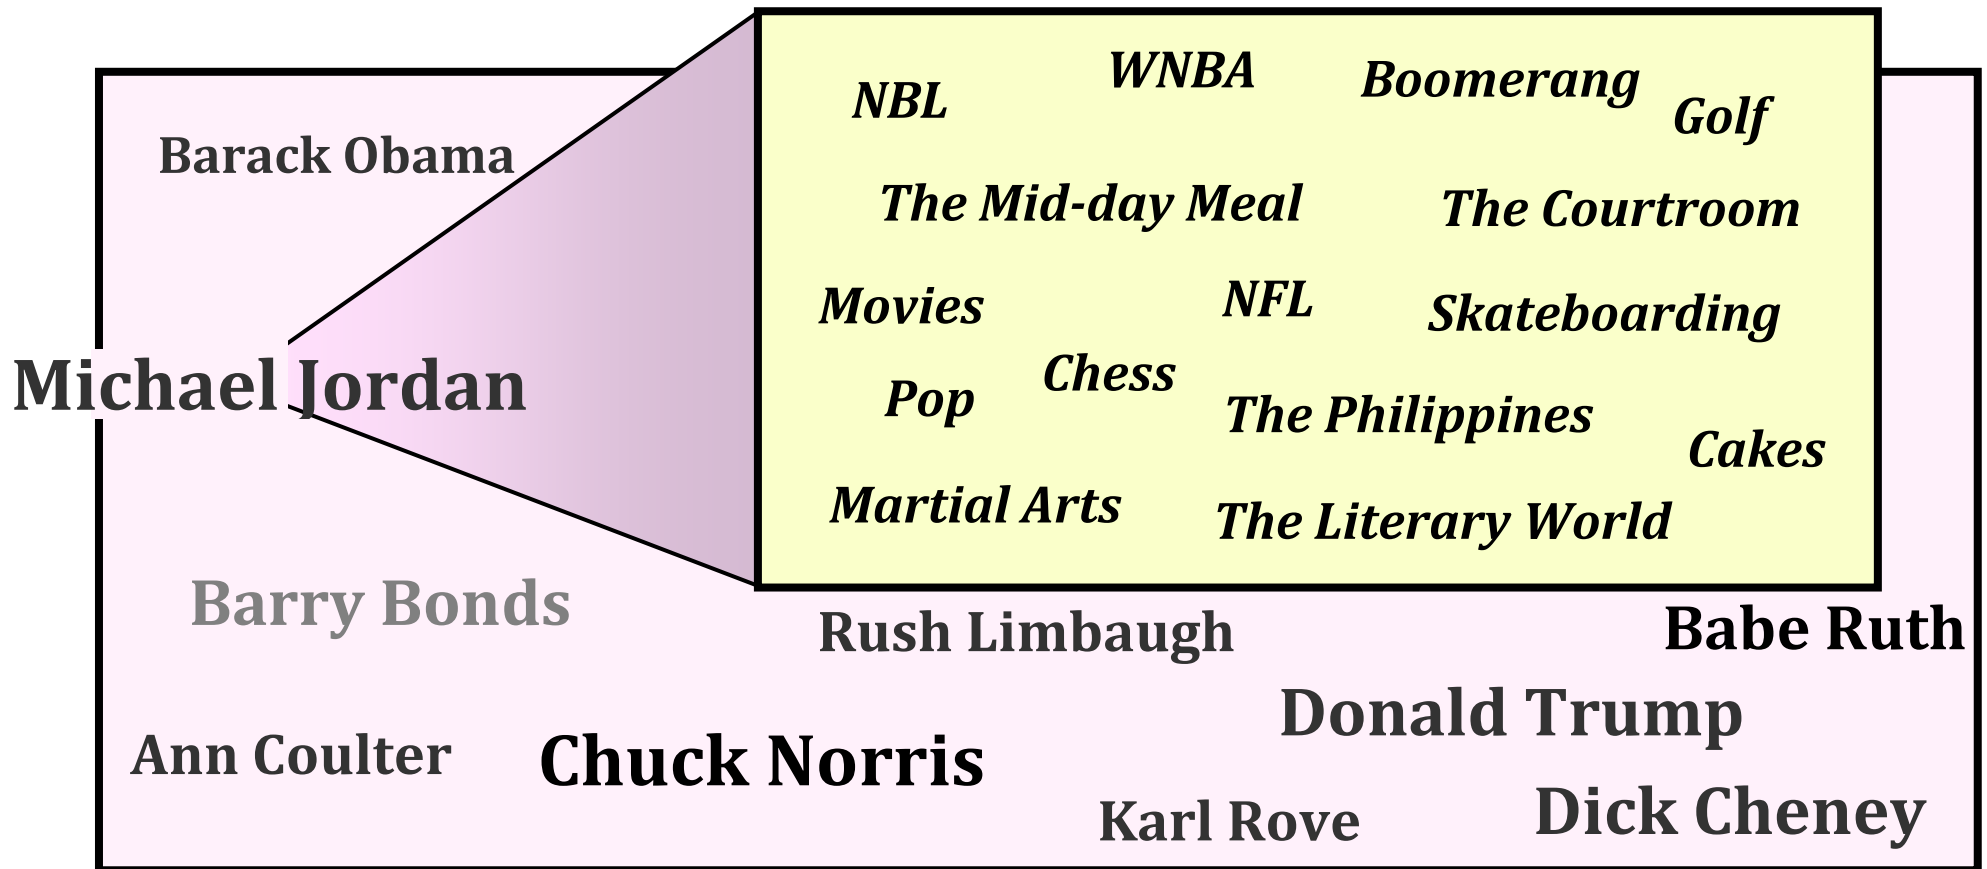 WNBA
Boomerang
NBL
Golf
Barack Obama
The Mid-day Meal
The Courtroom
Movies
NFL
Skateboarding
Michael Jordan
Chess
Pop
The Philippines
Cakes
Martial Arts
The Literary World
Barry Bonds
Rush Limbaugh
Babe Ruth
Donald Trump
Ann Coulter
Chuck Norris
Karl Rove
Dick Cheney